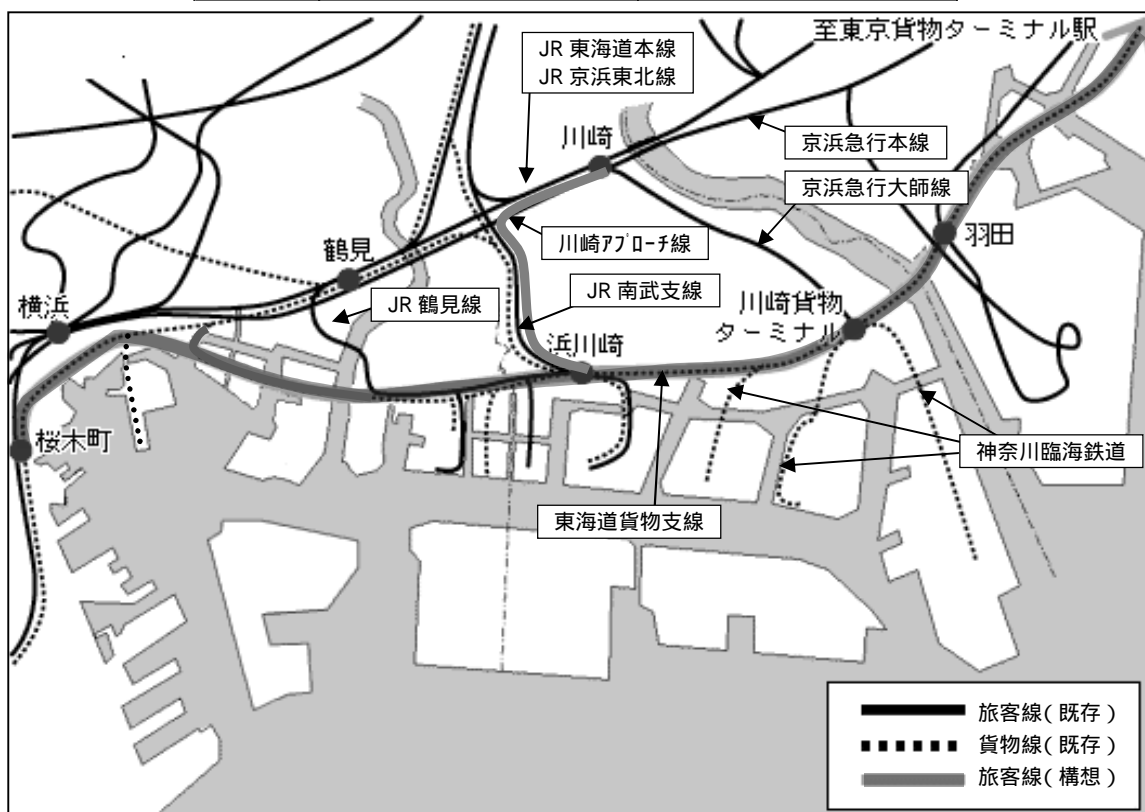 JR 東海道本線
JR 京浜東北線
至東京貨物ターミナル駅
川崎
京浜急行本線
京浜急行大師線
川崎アプローチ線
羽田
鶴見
JR 鶴見線
JR 南武支線
横浜
川崎貨物
ターミナル
浜川崎
桜木町
神奈川臨海鉄道
東海道貨物支線
旅客線(既存)
貨物線(既存)
旅客線(構想)